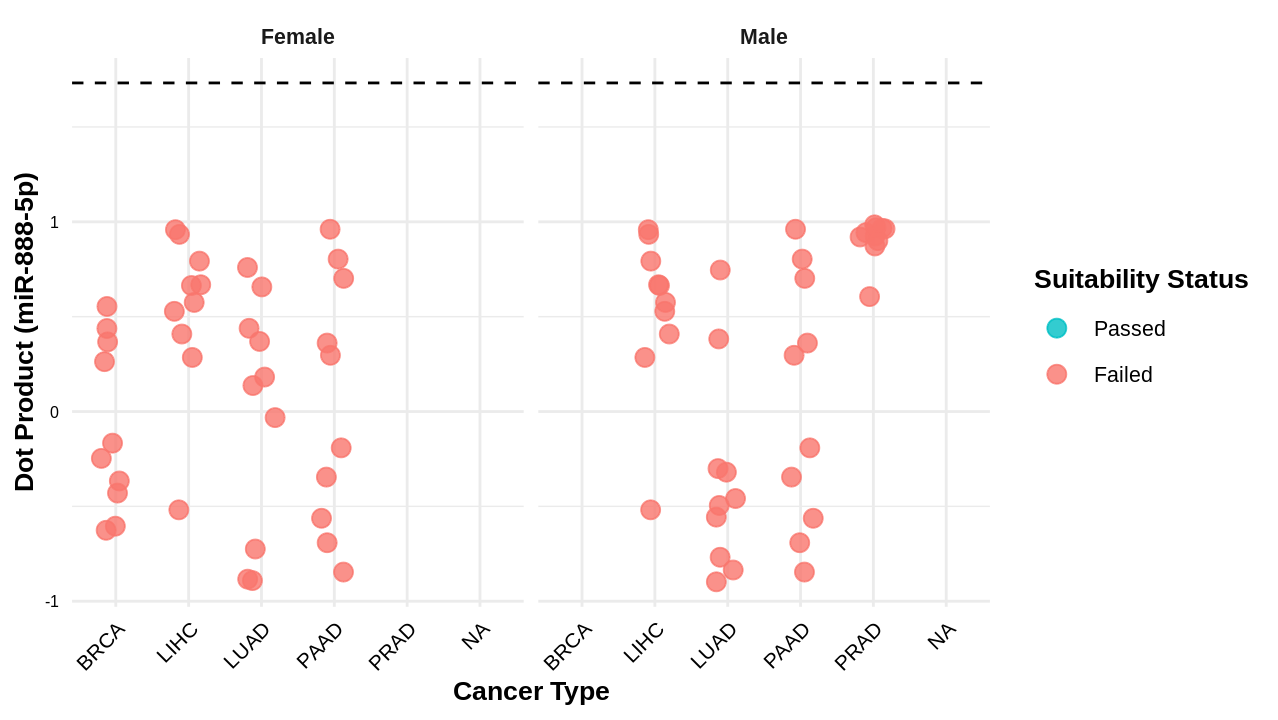 Female
Male
Dot Product (miR-888-5p)
1
0
-1
BRCA
LIHC
LUAD
PAAD
PRAD
NA
BRCA
LIHC
LUAD
PAAD
PRAD
NA
Cancer Type
Suitability Status
Passed
Failed